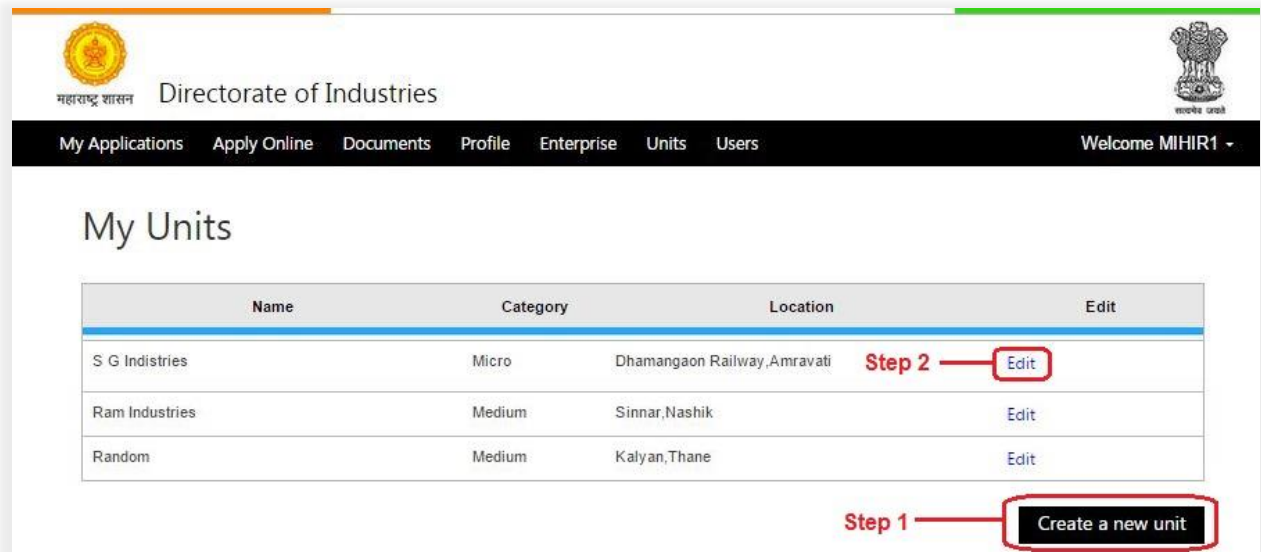 महाराष्ट्र शासन
Directorate of Industries
सत्यमेव जयते
My Applications Apply Online Documents Profile Enterprise Units Users Welcome MIHIR1
My Units
Name Category Location Edit
S G Indistries Micro Dhamangaon Railway,Amravati Step 2 Edit
Ram Industries Medium Sinnar,Nashik Edit
Random Medium Kalyan,Thane Edit
Step 1 Create a new unit